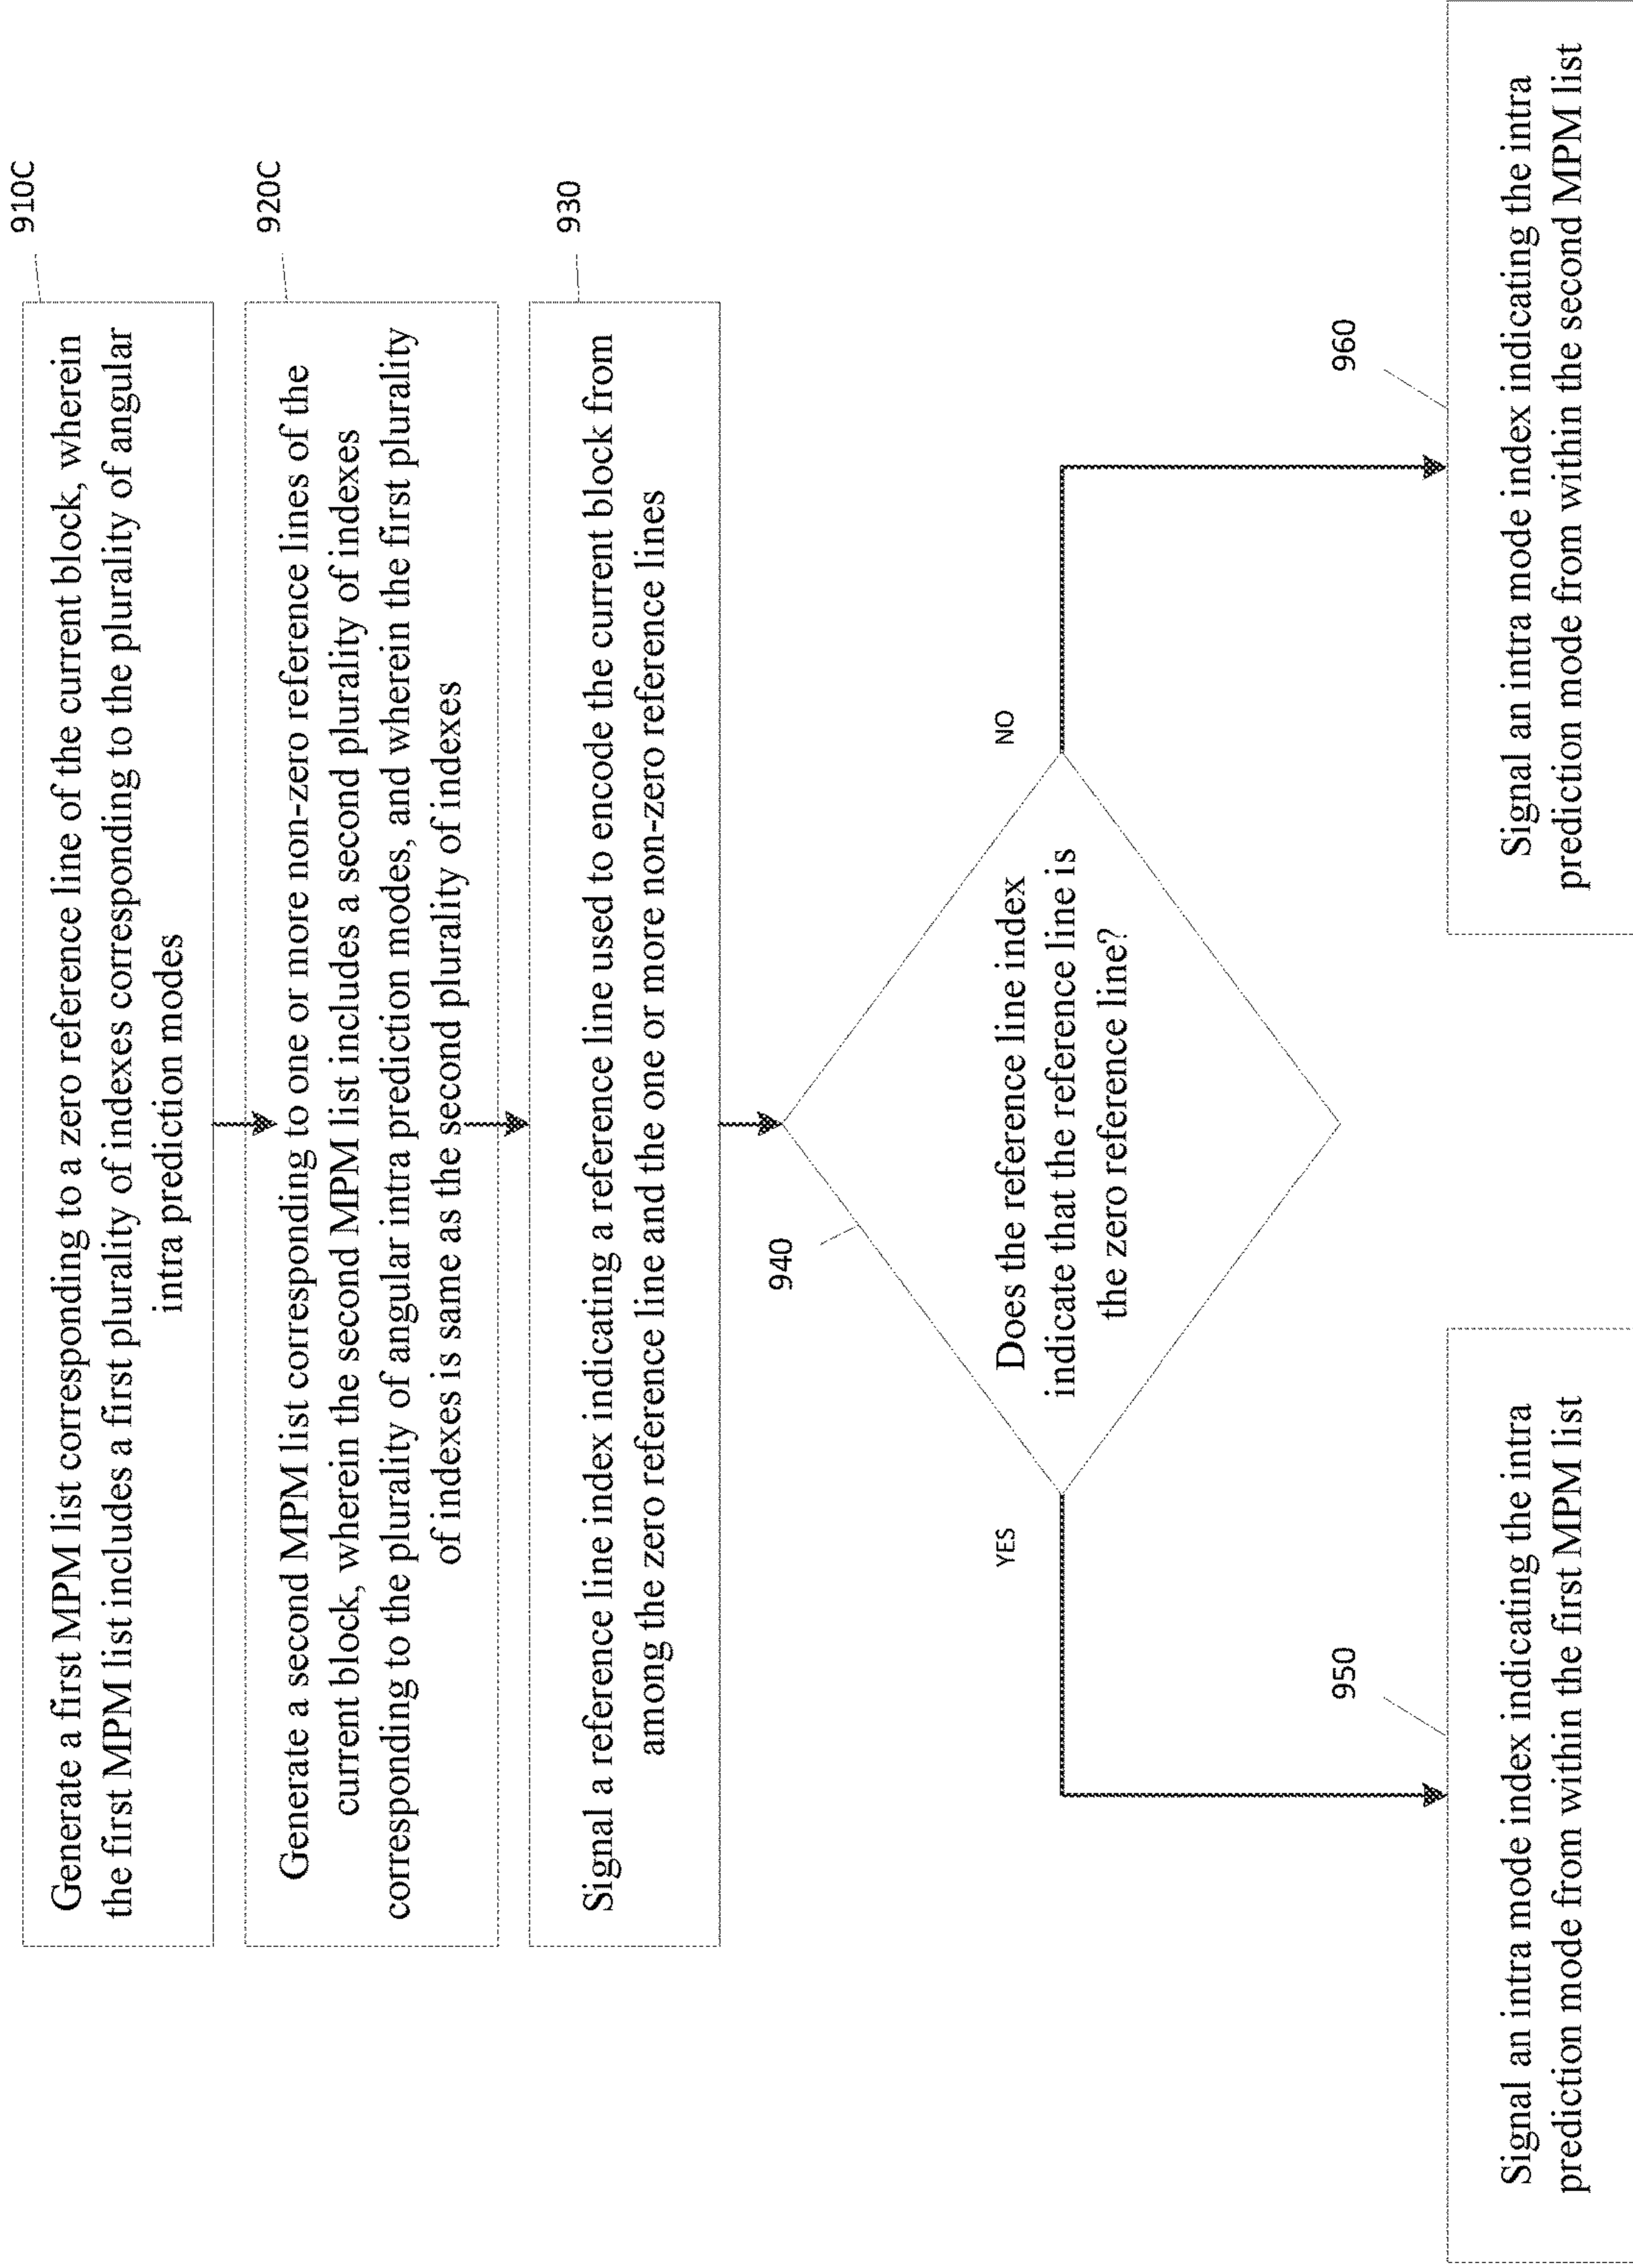 910C
Generate a first MPM list corresponding to a zero reference line of the current block, wherein
the first MPM list includes a first plurality of indexes corresponding to the plurality of angular
intra prediction modes
920C
Generate a second MPM list corresponding to one or more non-zero reference lines of the
current block, wherein the second MPM list includes a second plurality of indexes
corresponding to the plurality of angular intra prediction modes, and wherein the first plurality
of indexes is same as the second plurality of indexes
930
Signal a reference line index indicating a reference line used to encode the current block from
among the zero reference line and the one or more non-zero reference lines
940
Does the reference line index
indicate that the reference line is
the zero reference line?
YES
NO
950
Signal an intra mode index indicating the intra
prediction mode from within the first MPM list
960
Signal an intra mode index indicating the intra
prediction mode from within the second MPM list